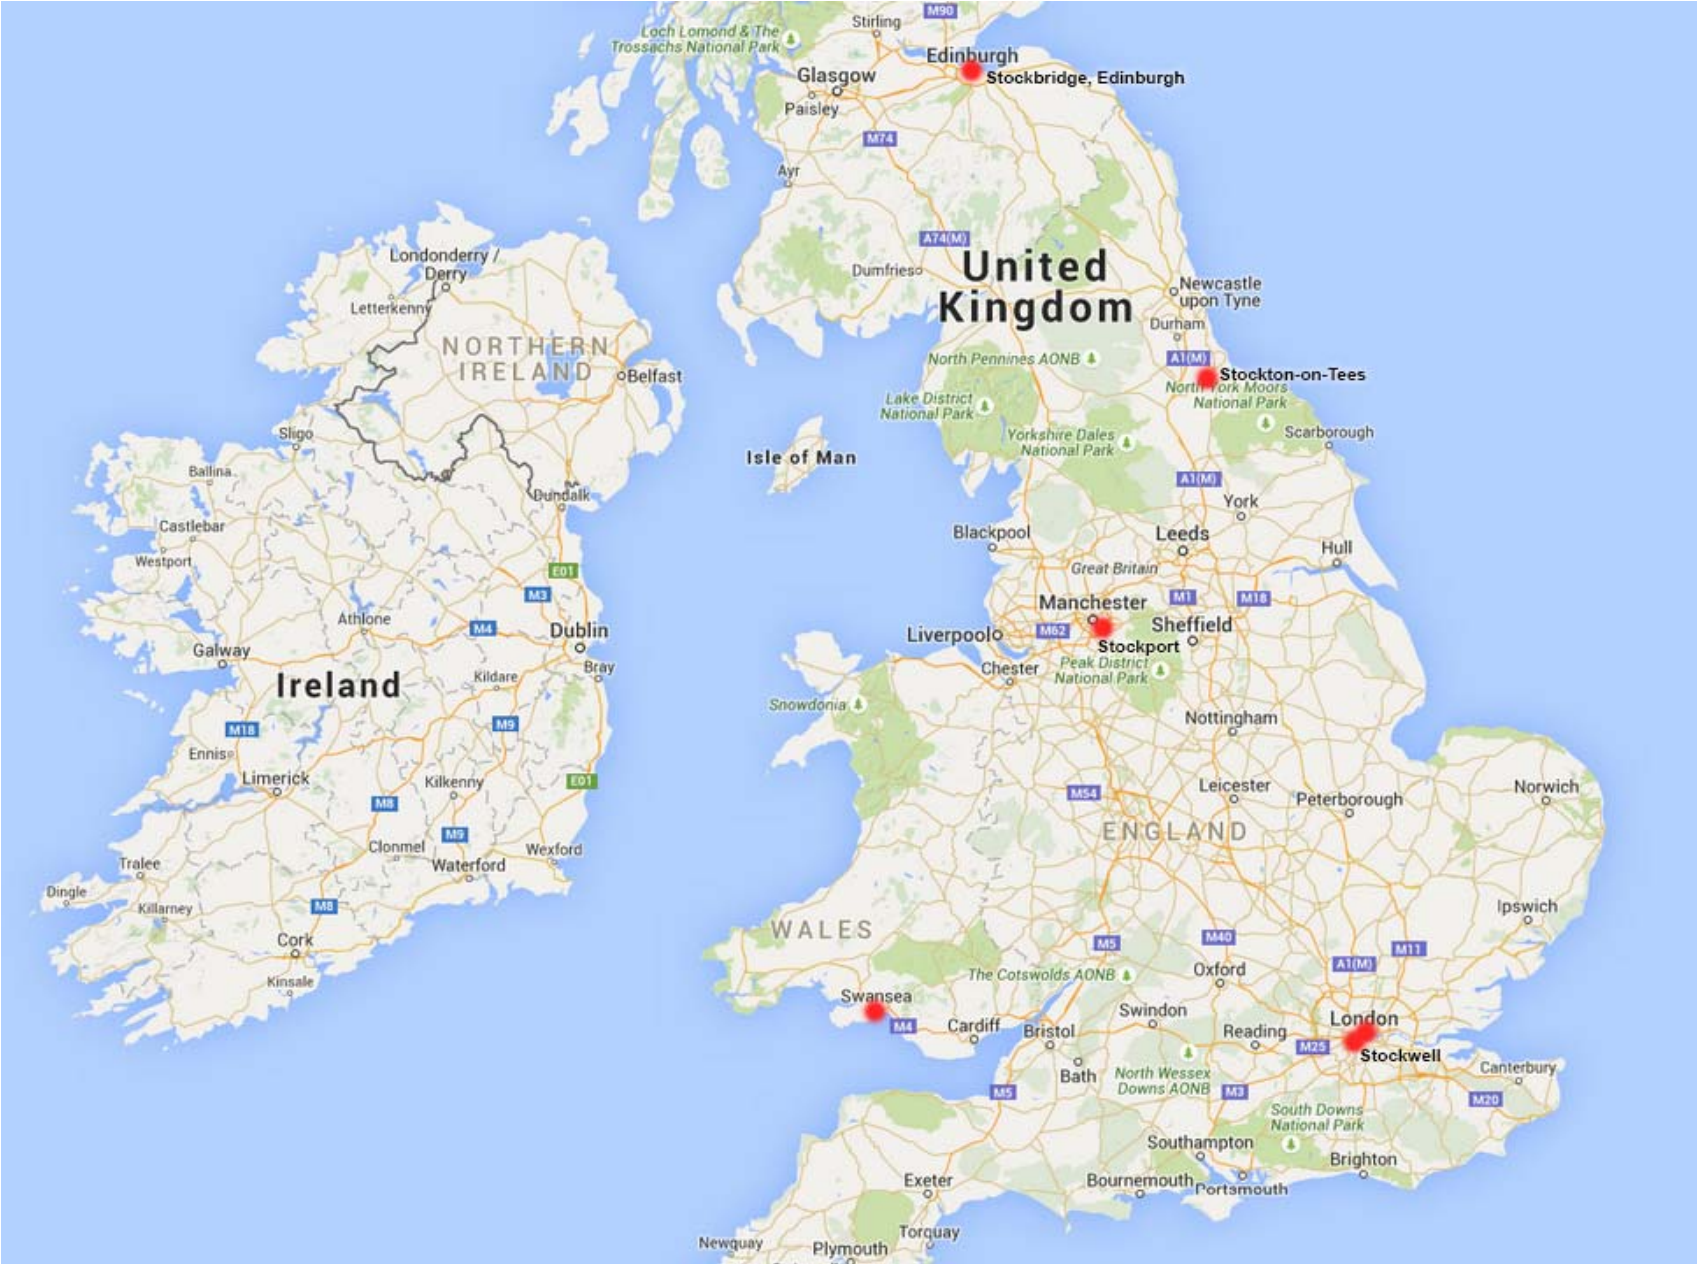 M90
Stirling
Loch Lomond & The
Trossachs National Park
Edinburgh
Stockbridge, Edinburgh
Glasgow
Paisley
M74
Ayr
A74(M)
Londonderry /
Derry
United
Kingdom
Dumfries
Newcastle
upon Tyne
Letterkenny
Durham
NORTHERN
IRELAND
North Pennines AONB
A1(M)
Belfast
Stockton-on-Tees
North York Moors
National Park
Lake District
National Park
Sligo
Yorkshire Dales
National Park
Scarborough
Isle of Man
Ballina
A1(M)
Dundalk
York
Castlebar
Blackpool
Leeds
Hull
Westport
E01
Great Britain
M3
M1
M18
Manchester
Athlone
M4
Dublin
Liverpool
M62
Sheffield
Stockport
Galway
Bray
Chester
Peak District
National Park
Kildare
Ireland
Snowdonia
M18
M9
Nottingham
Ennis
Limerick
Kilkenny
E01
Leicester
Norwich
M54
Peterborough
M8
M9
ENGLAND
Clonmel
Wexford
Tralee
Waterford
Dingle
Killarney
M8
Ipswich
WALES
Cork
M5
M40
M11
A1(M)
Oxford
The Cotswolds AONB
Kinsale
Swansea
Swindon
London
M4
Cardiff
Bristol
Reading
M25
Stockwell
Canterbury
Bath
North Wessex
Downs AONB
M5
M3
M20
South Downs
National Park
Southampton
Brighton
Exeter
Bournemouth
Portsmouth
Torquay
Newquay
Plymouth